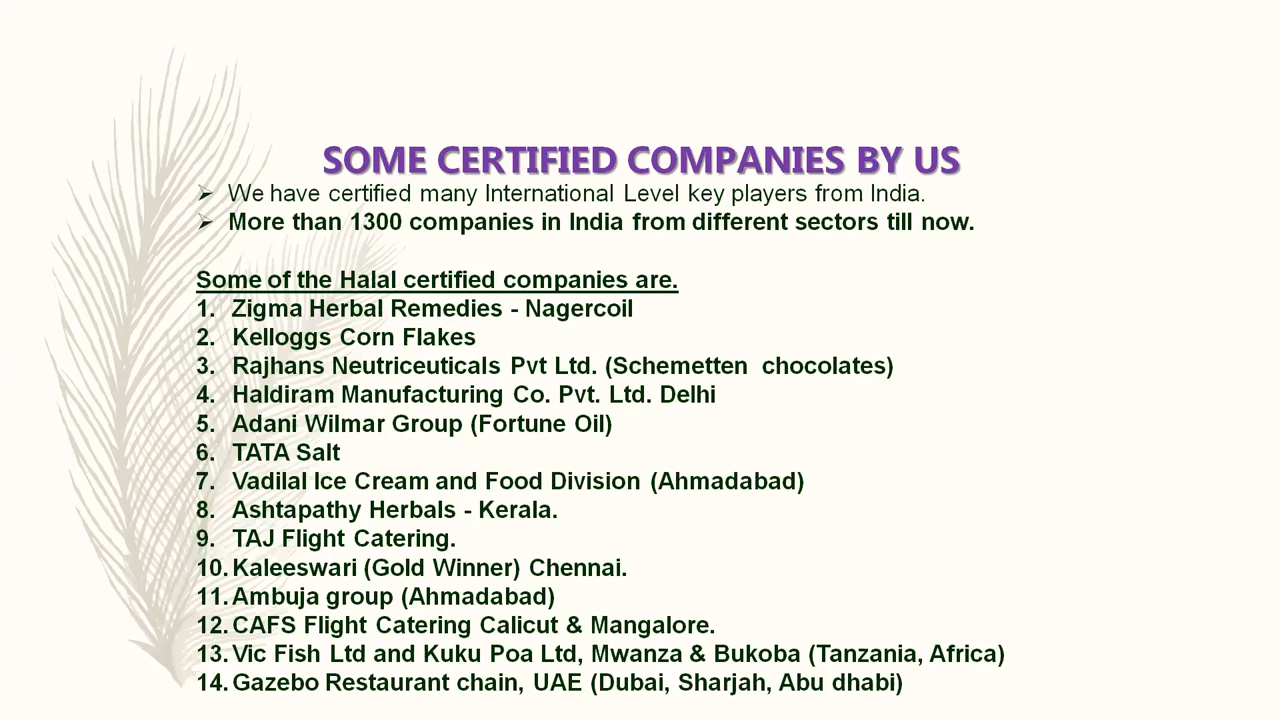 SOME CERTIFIED COMPANIES BY US
➢ We have certified many International Level key players from India.
➢ More than 1300 companies in India from different sectors till now.
Some of the Halal certified companies are.
1. Zigma Herbal Remedies - Nagercoil
2. Kelloggs Corn Flakes
3. Rajhans Neutriceuticals Pvt Ltd. (Schemetten chocolates)
4. Haldiram Manufacturing Co. Pvt. Ltd. Delhi
5. Adani Wilmar Group (Fortune Oil)
6. TATA Salt
7. Vadilal Ice Cream and Food Division (Ahmadabad)
8. Ashtapathy Herbals - Kerala.
9. TAJ Flight Catering.
10. Kaleeswari (Gold Winner) Chennai.
11. Ambuja group (Ahmadabad)
12. CAFS Flight Catering Calicut & Mangalore.
13. Vic Fish Ltd and Kuku Poa Ltd, Mwanza & Bukoba (Tanzania, Africa)
14. Gazebo Restaurant chain, UAE (Dubai, Sharjah, Abu dhabi)